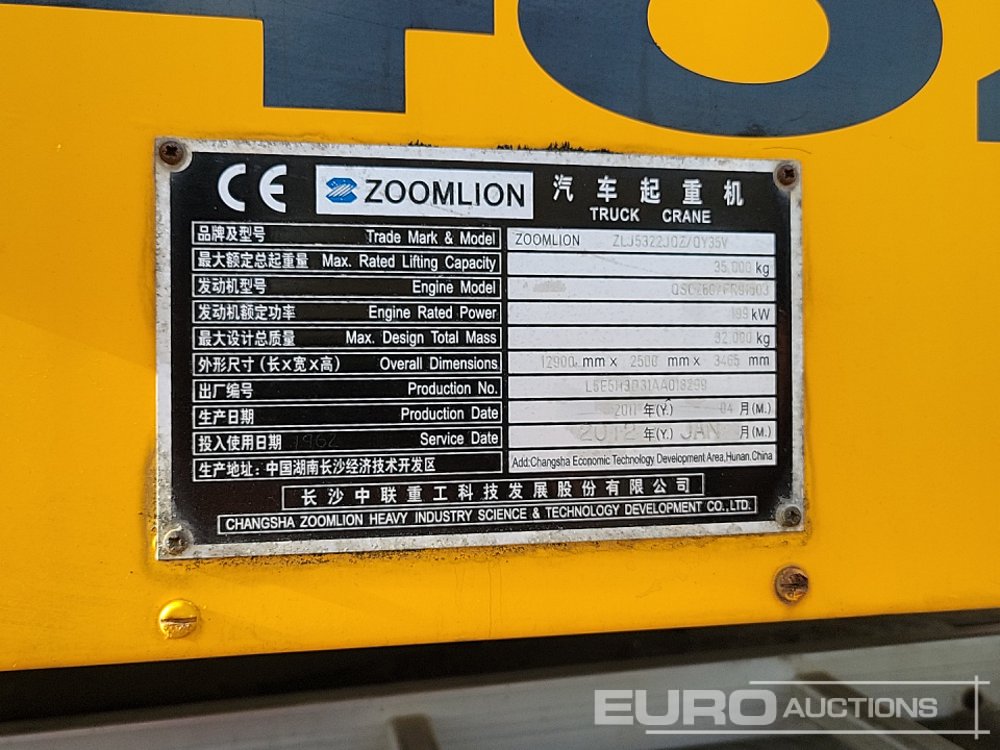 CE ZOOMLION 汽车起重机
TRUCK CRANE
品牌及型号 Trade Mark & Model ZOOMLION ZLJ5322JQZ/QY35V
最大额定总起重量 Max. Rated Lifting Capacity 35,000 kg
发动机型号 Engine Model
发动机额定功率 Engine Rated Power kW
最大设计总质量 Max. Design Total Mass 32,000 kg
外形尺寸(长X宽X高) Overall Dimensions 12900 mm x 2500 mm x 3465 mm
出厂编号 Production No.
生产日期 Production Date 2011 年(Y.) 04 月(M.)
投入使用日期 1962 Service Date 2012 年(Y.) JAN 月(M.)
生产地址: 中国湖南长沙经济技术开发区 Add:Changsha Economic Technology Development Area,Hunan,China
长沙中联重工科技发展股份有限公司
CHANGSHA ZOOMLION HEAVY INDUSTRY SCIENCE & TECHNOLOGY DEVELOPMENT CO.,LTD.
EURO AUCTIONS